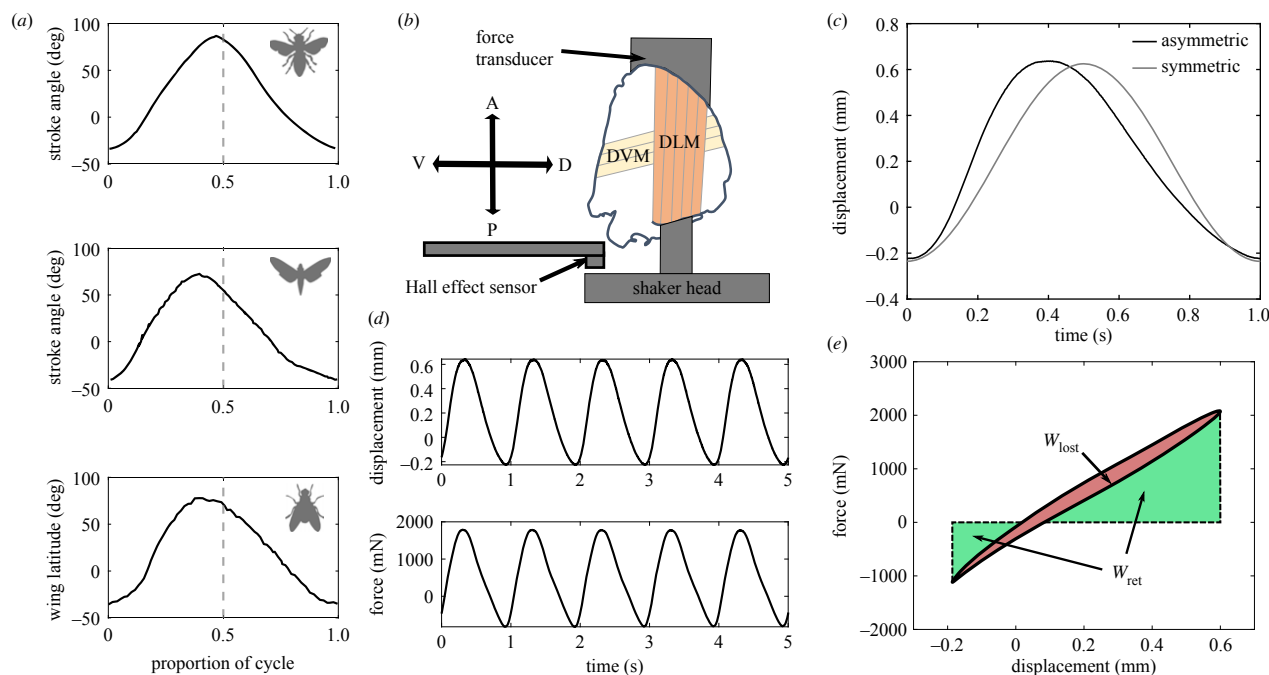 (a)
100
50
0
−50
stroke angle (deg)
0
0.5
1.0
100
50
0
−50
stroke angle (deg)
0
0.5
1.0
100
50
0
−50
wing latitude (deg)
0
0.5
1.0
proportion of cycle
(b)
force
transducer
A
V
D
P
DVM
DLM
Hall effect sensor
shaker head
(c)
asymmetric
symmetric
0.8
0.6
0.4
0.2
0
−0.2
−0.4
displacement (mm)
0
0.2
0.4
0.6
0.8
1.0
time (s)
(d)
0.6
0.4
0.2
0
−0.2
displacement (mm)
0
1
2
3
4
5
2000
1000
0
force (mN)
0
1
2
3
4
5
time (s)
(e)
3000
2000
1000
0
−1000
−2000
force (mN)
Wlost
Wret
−0.2
0
0.2
0.4
0.6
displacement (mm)